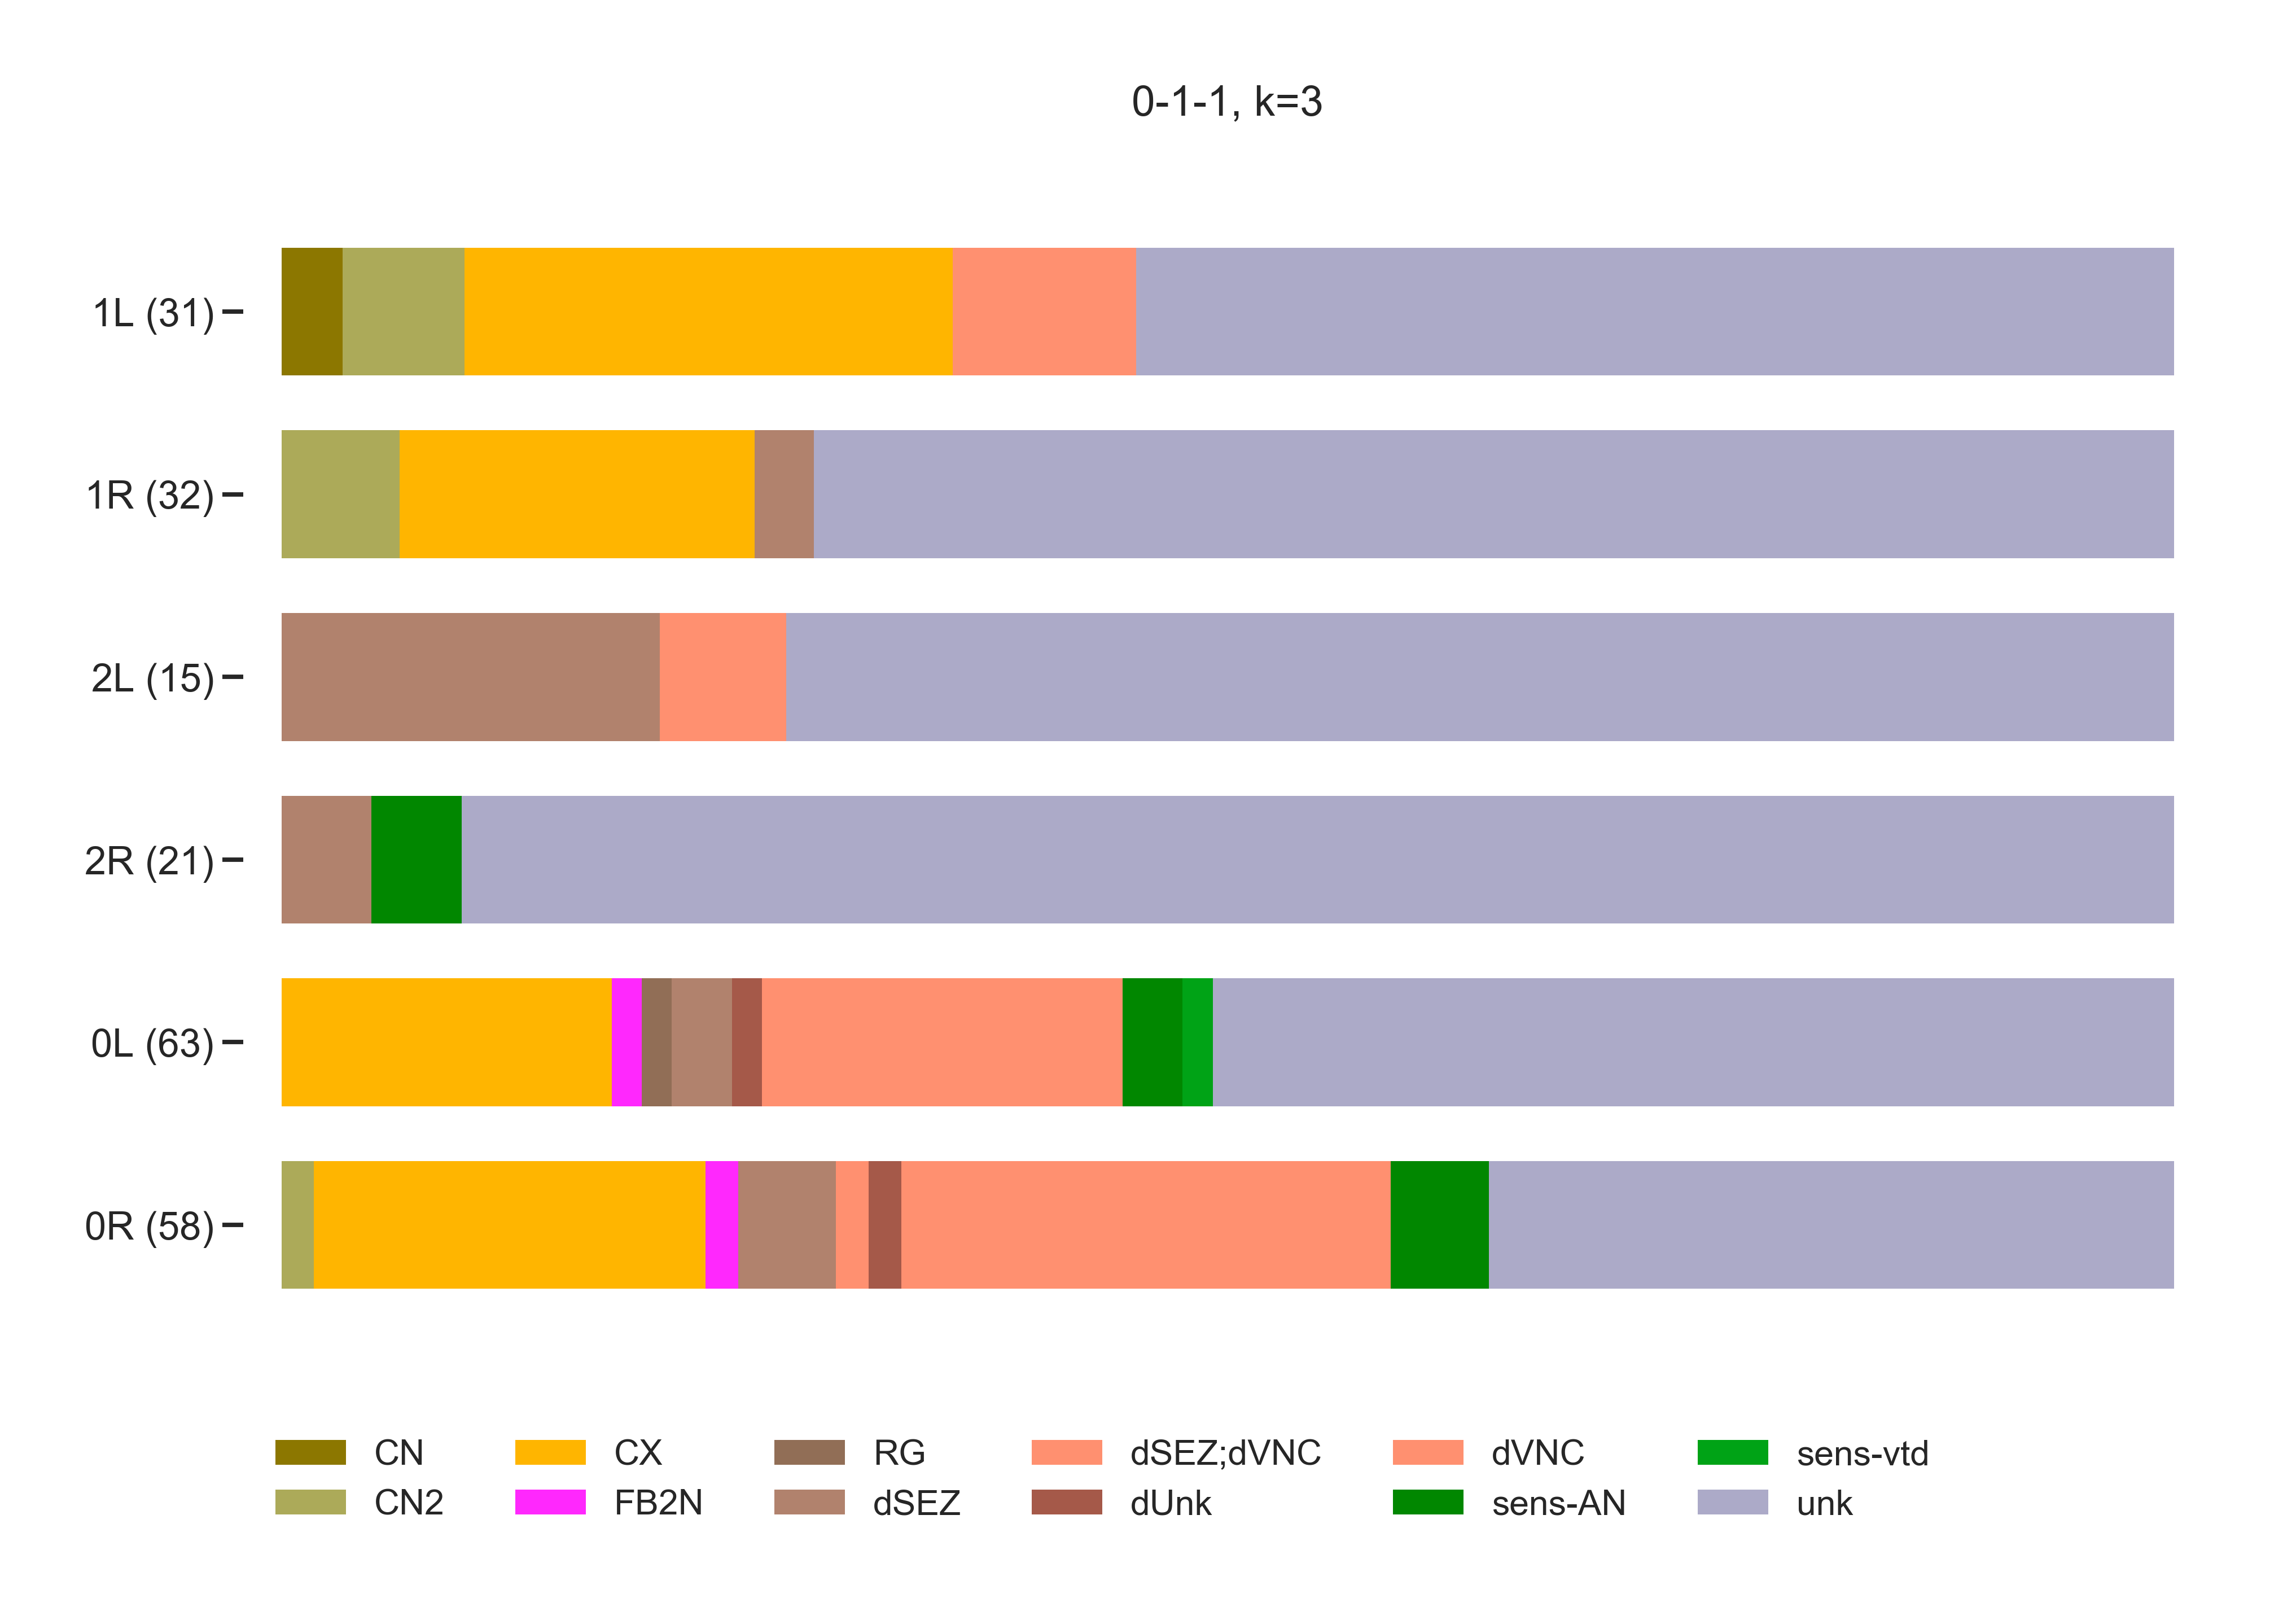 0-1-1, k=3
1L (31)
1R (32)
2L (15)
2R (21)
0L (63)
0R (58)
CN CX RG dSEZ;dVNC dVNC sens-vtd
CN2 FB2N dSEZ dUnk sens-AN unk